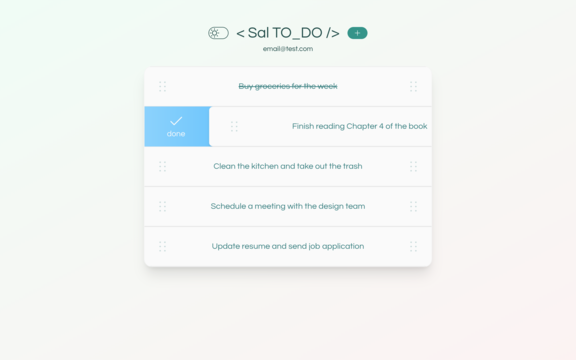 < Sal TO_DO />
+
email@test.com
Buy groceries for the week
done
Finish reading Chapter 4 of the book
Clean the kitchen and take out the trash
Schedule a meeting with the design team
Update resume and send job application